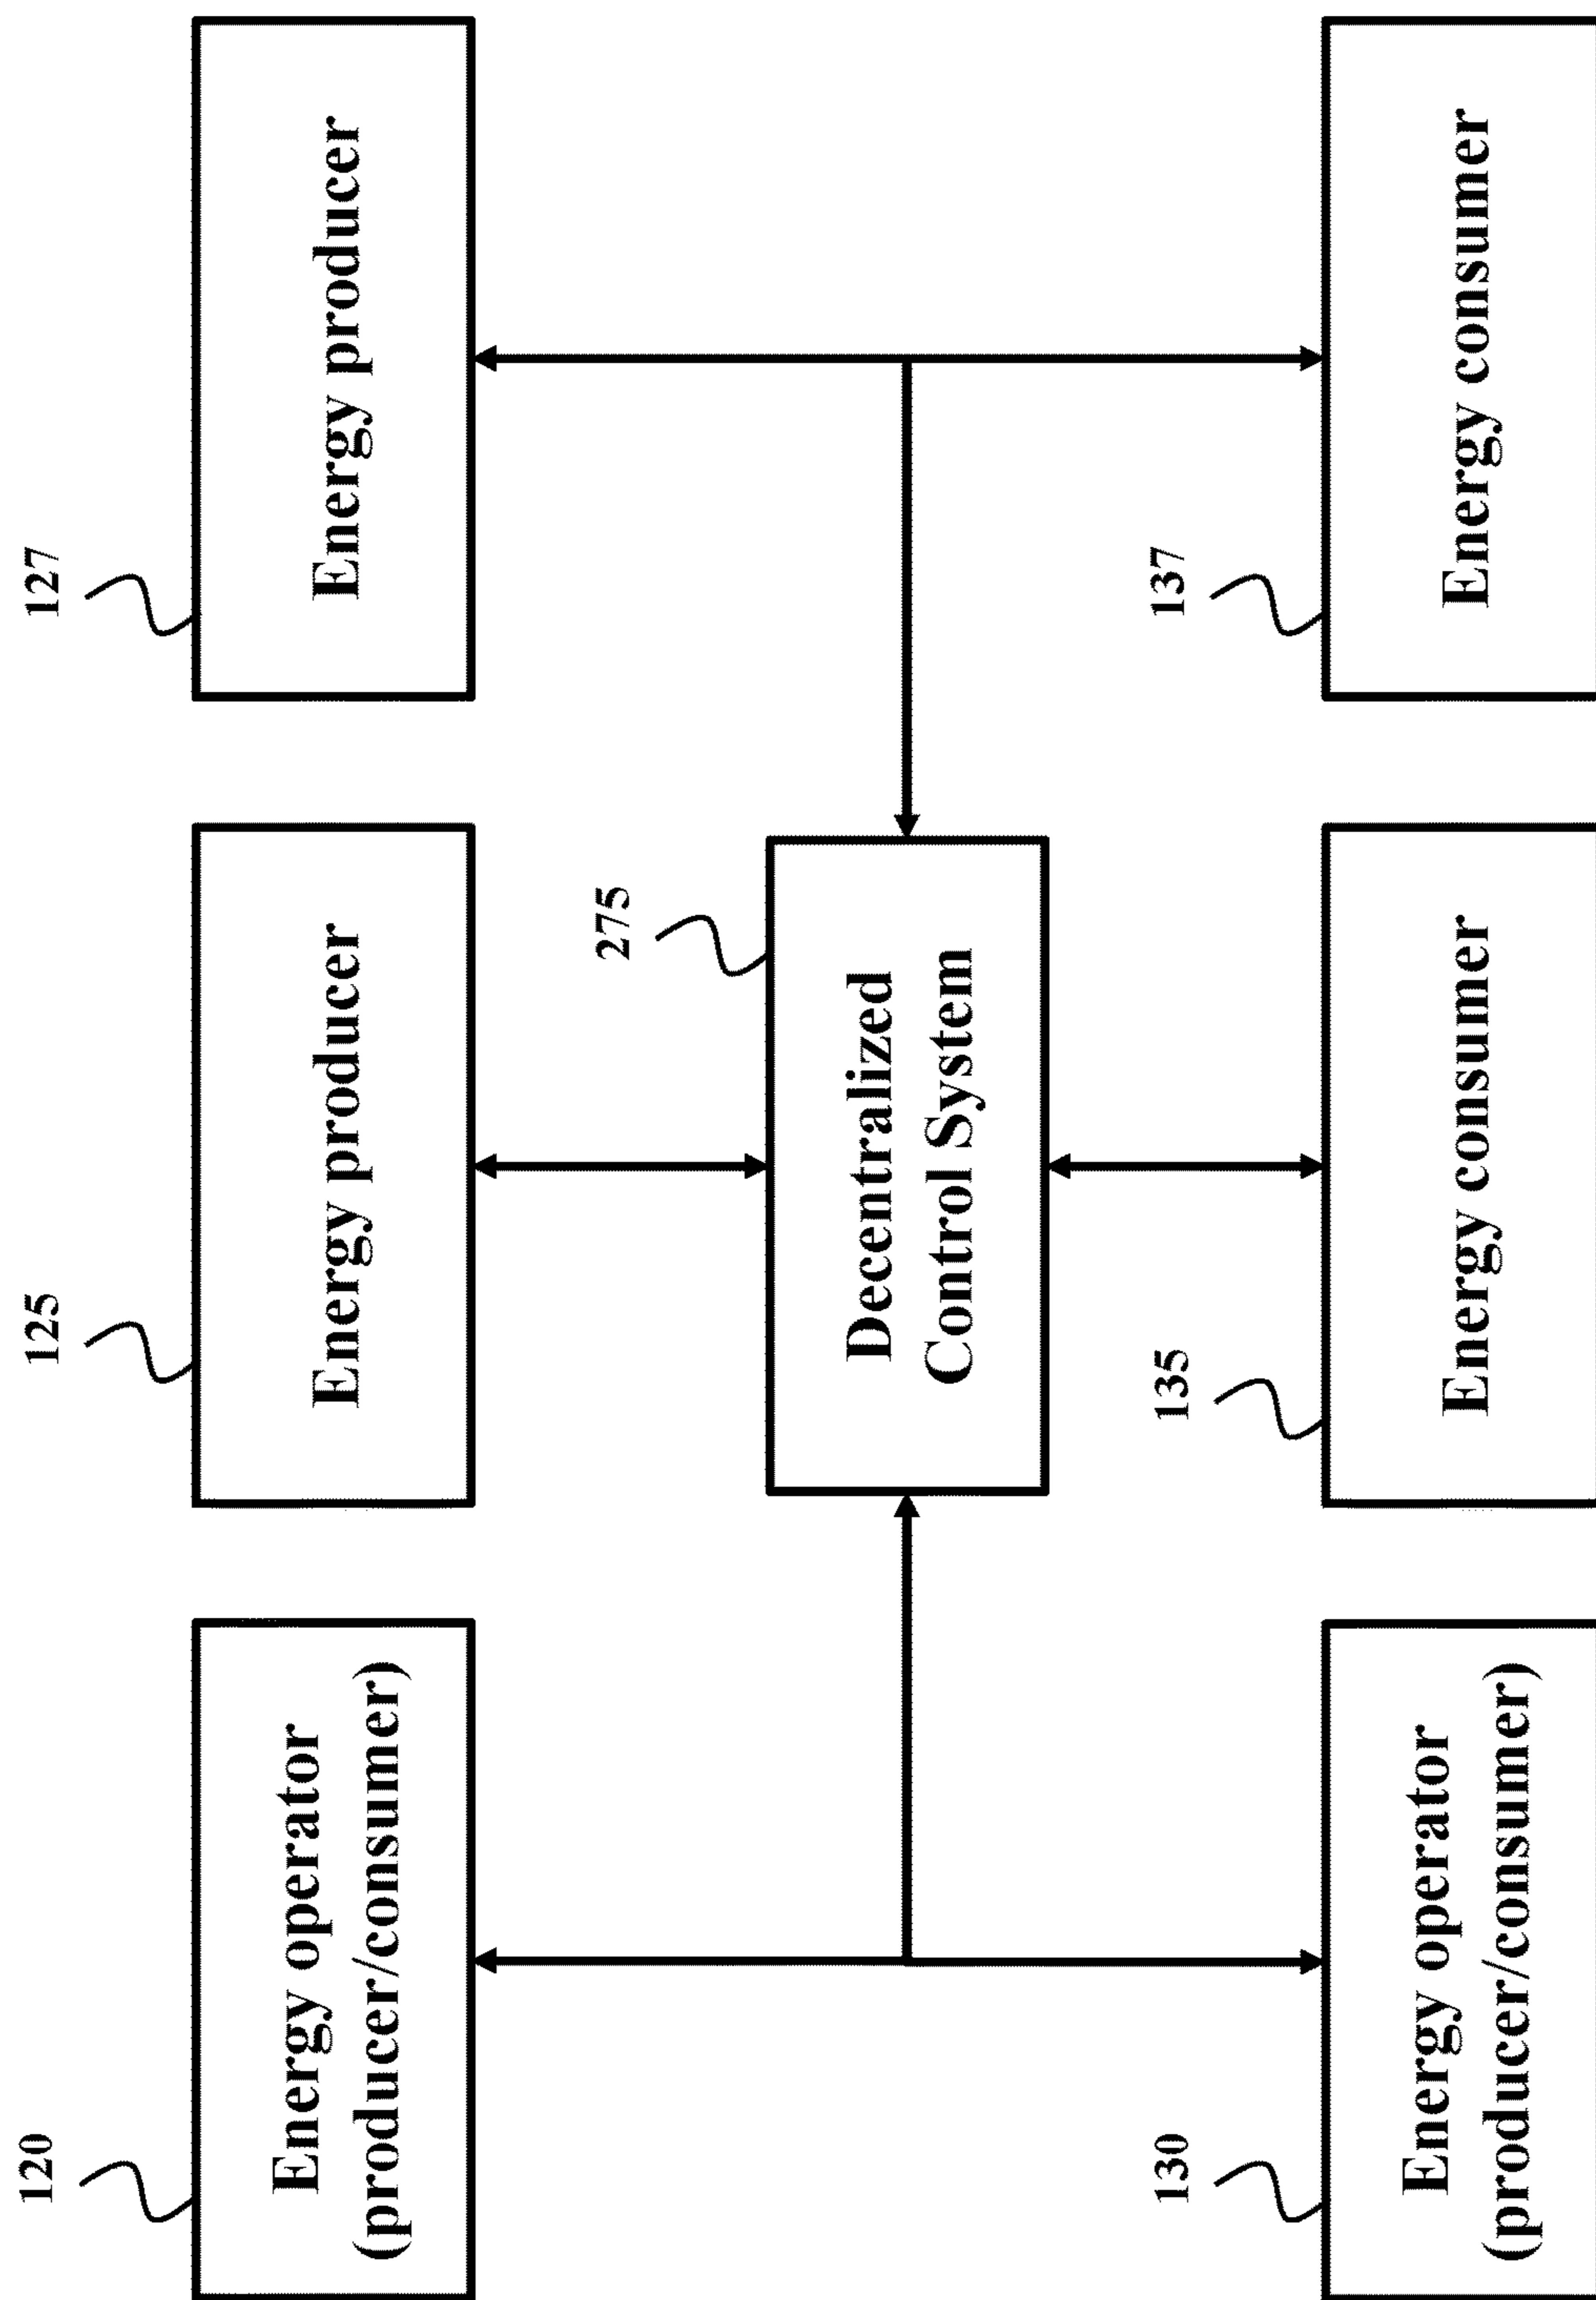 120
Energy operator
(producer/consumer)
125
Energy producer
127
Energy producer
275
Decentralized
Control System
130
Energy operator
(producer/consumer)
135
Energy consumer
137
Energy consumer